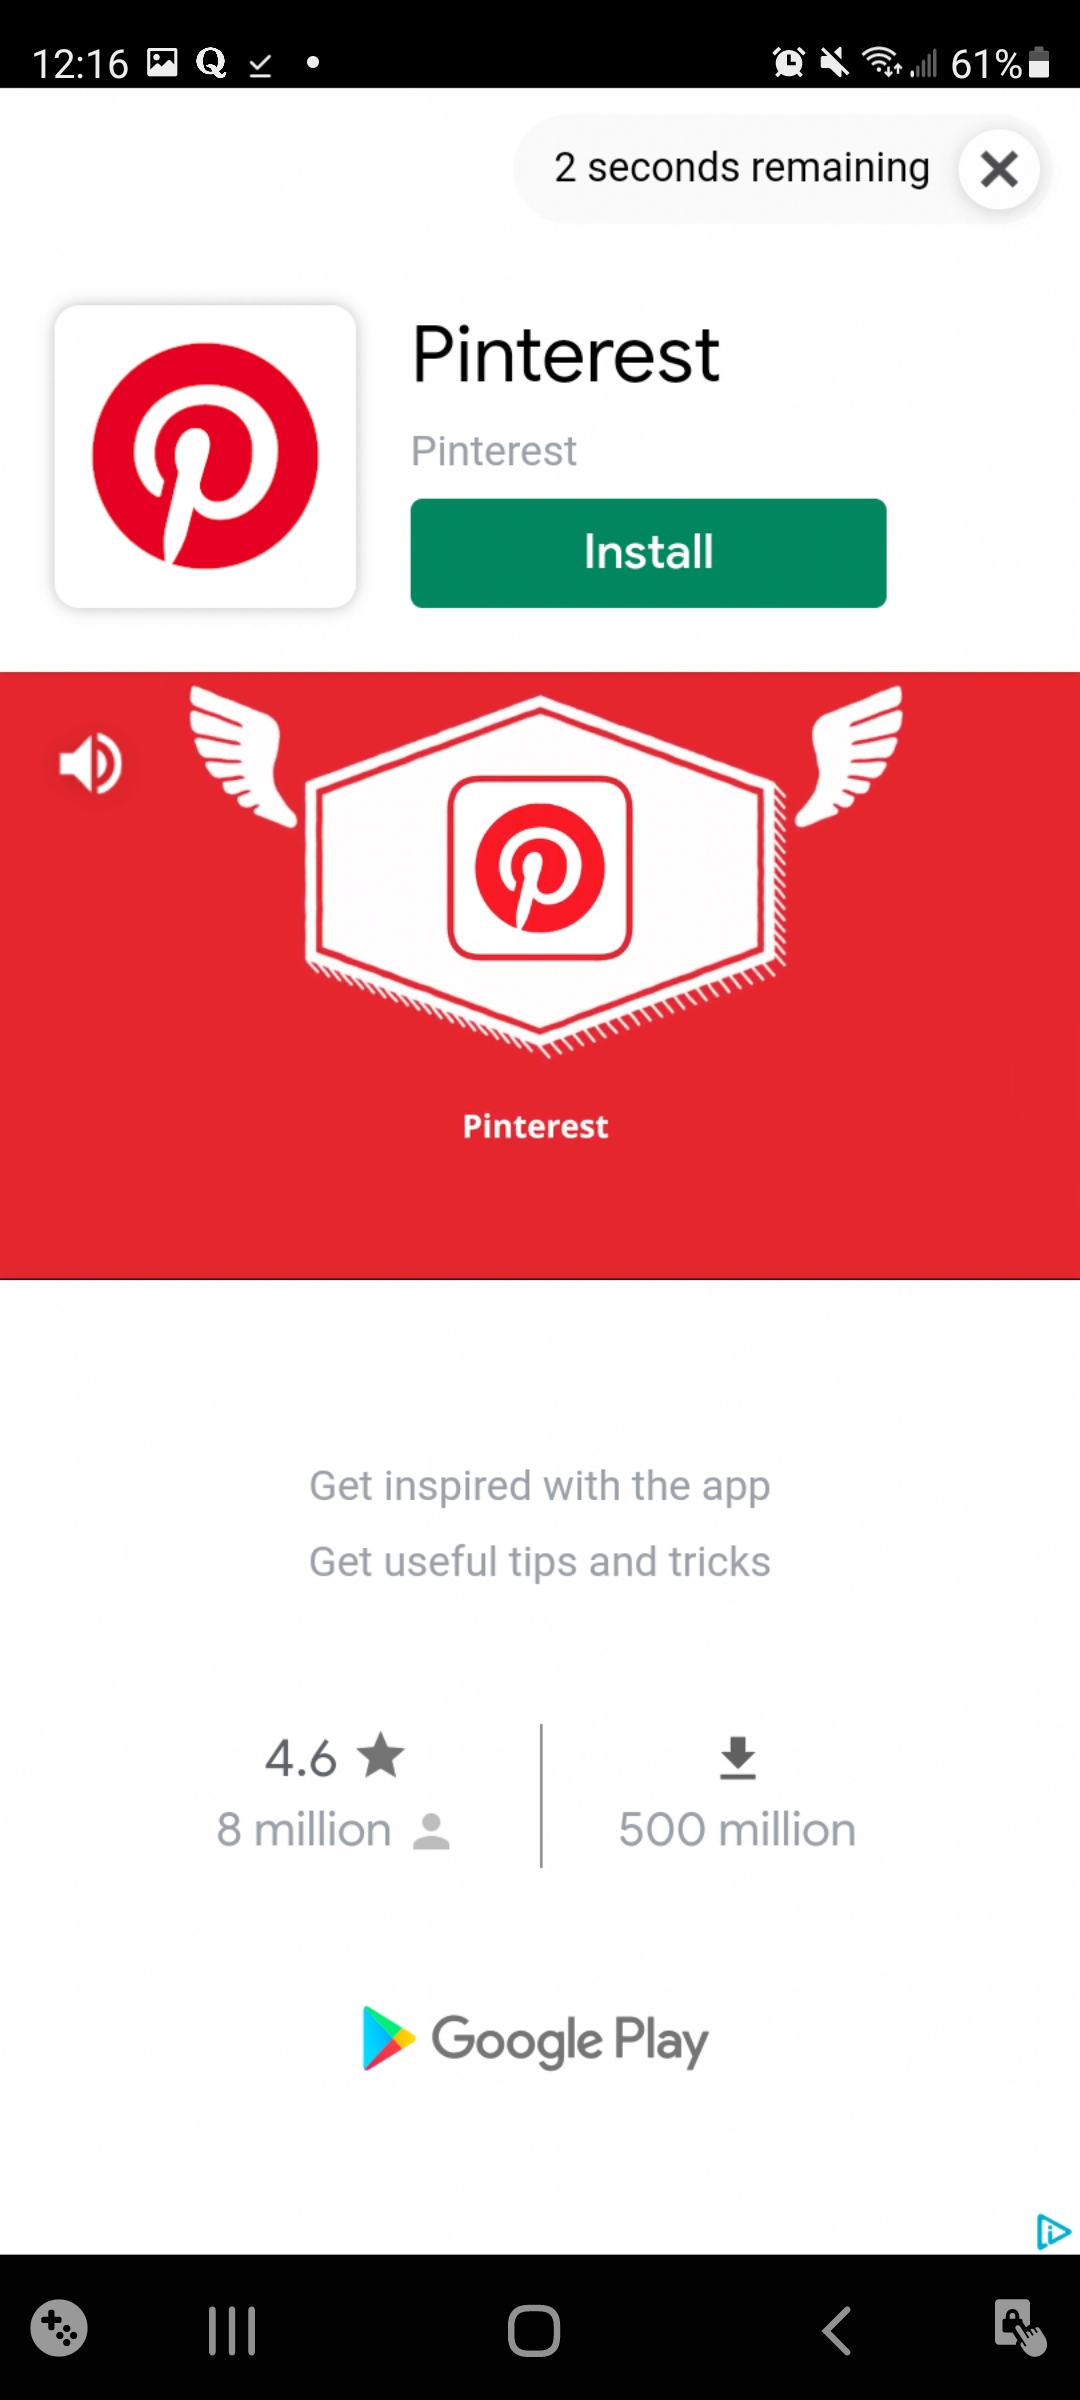 12:16
61%
2 seconds remaining
Pinterest
Pinterest
Install
Pinterest
Get inspired with the app
Get useful tips and tricks
4.6
8 million
500 million
Google Play